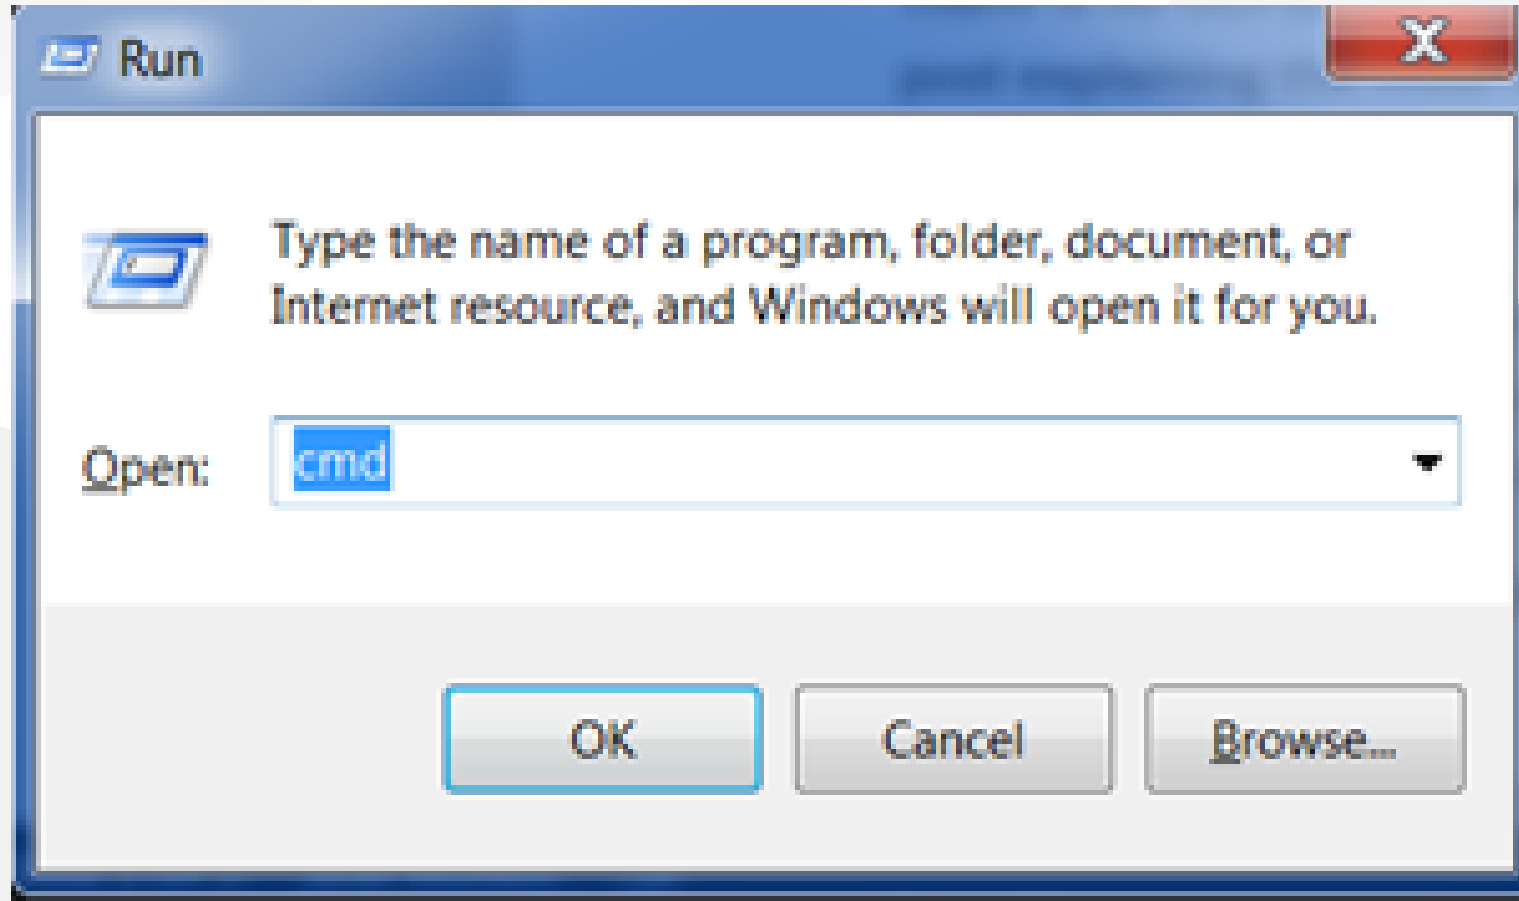 Run
Type the name of a program, folder, document, or
Internet resource, and Windows will open it for you.
Open: cmd
OK Cancel Browse...